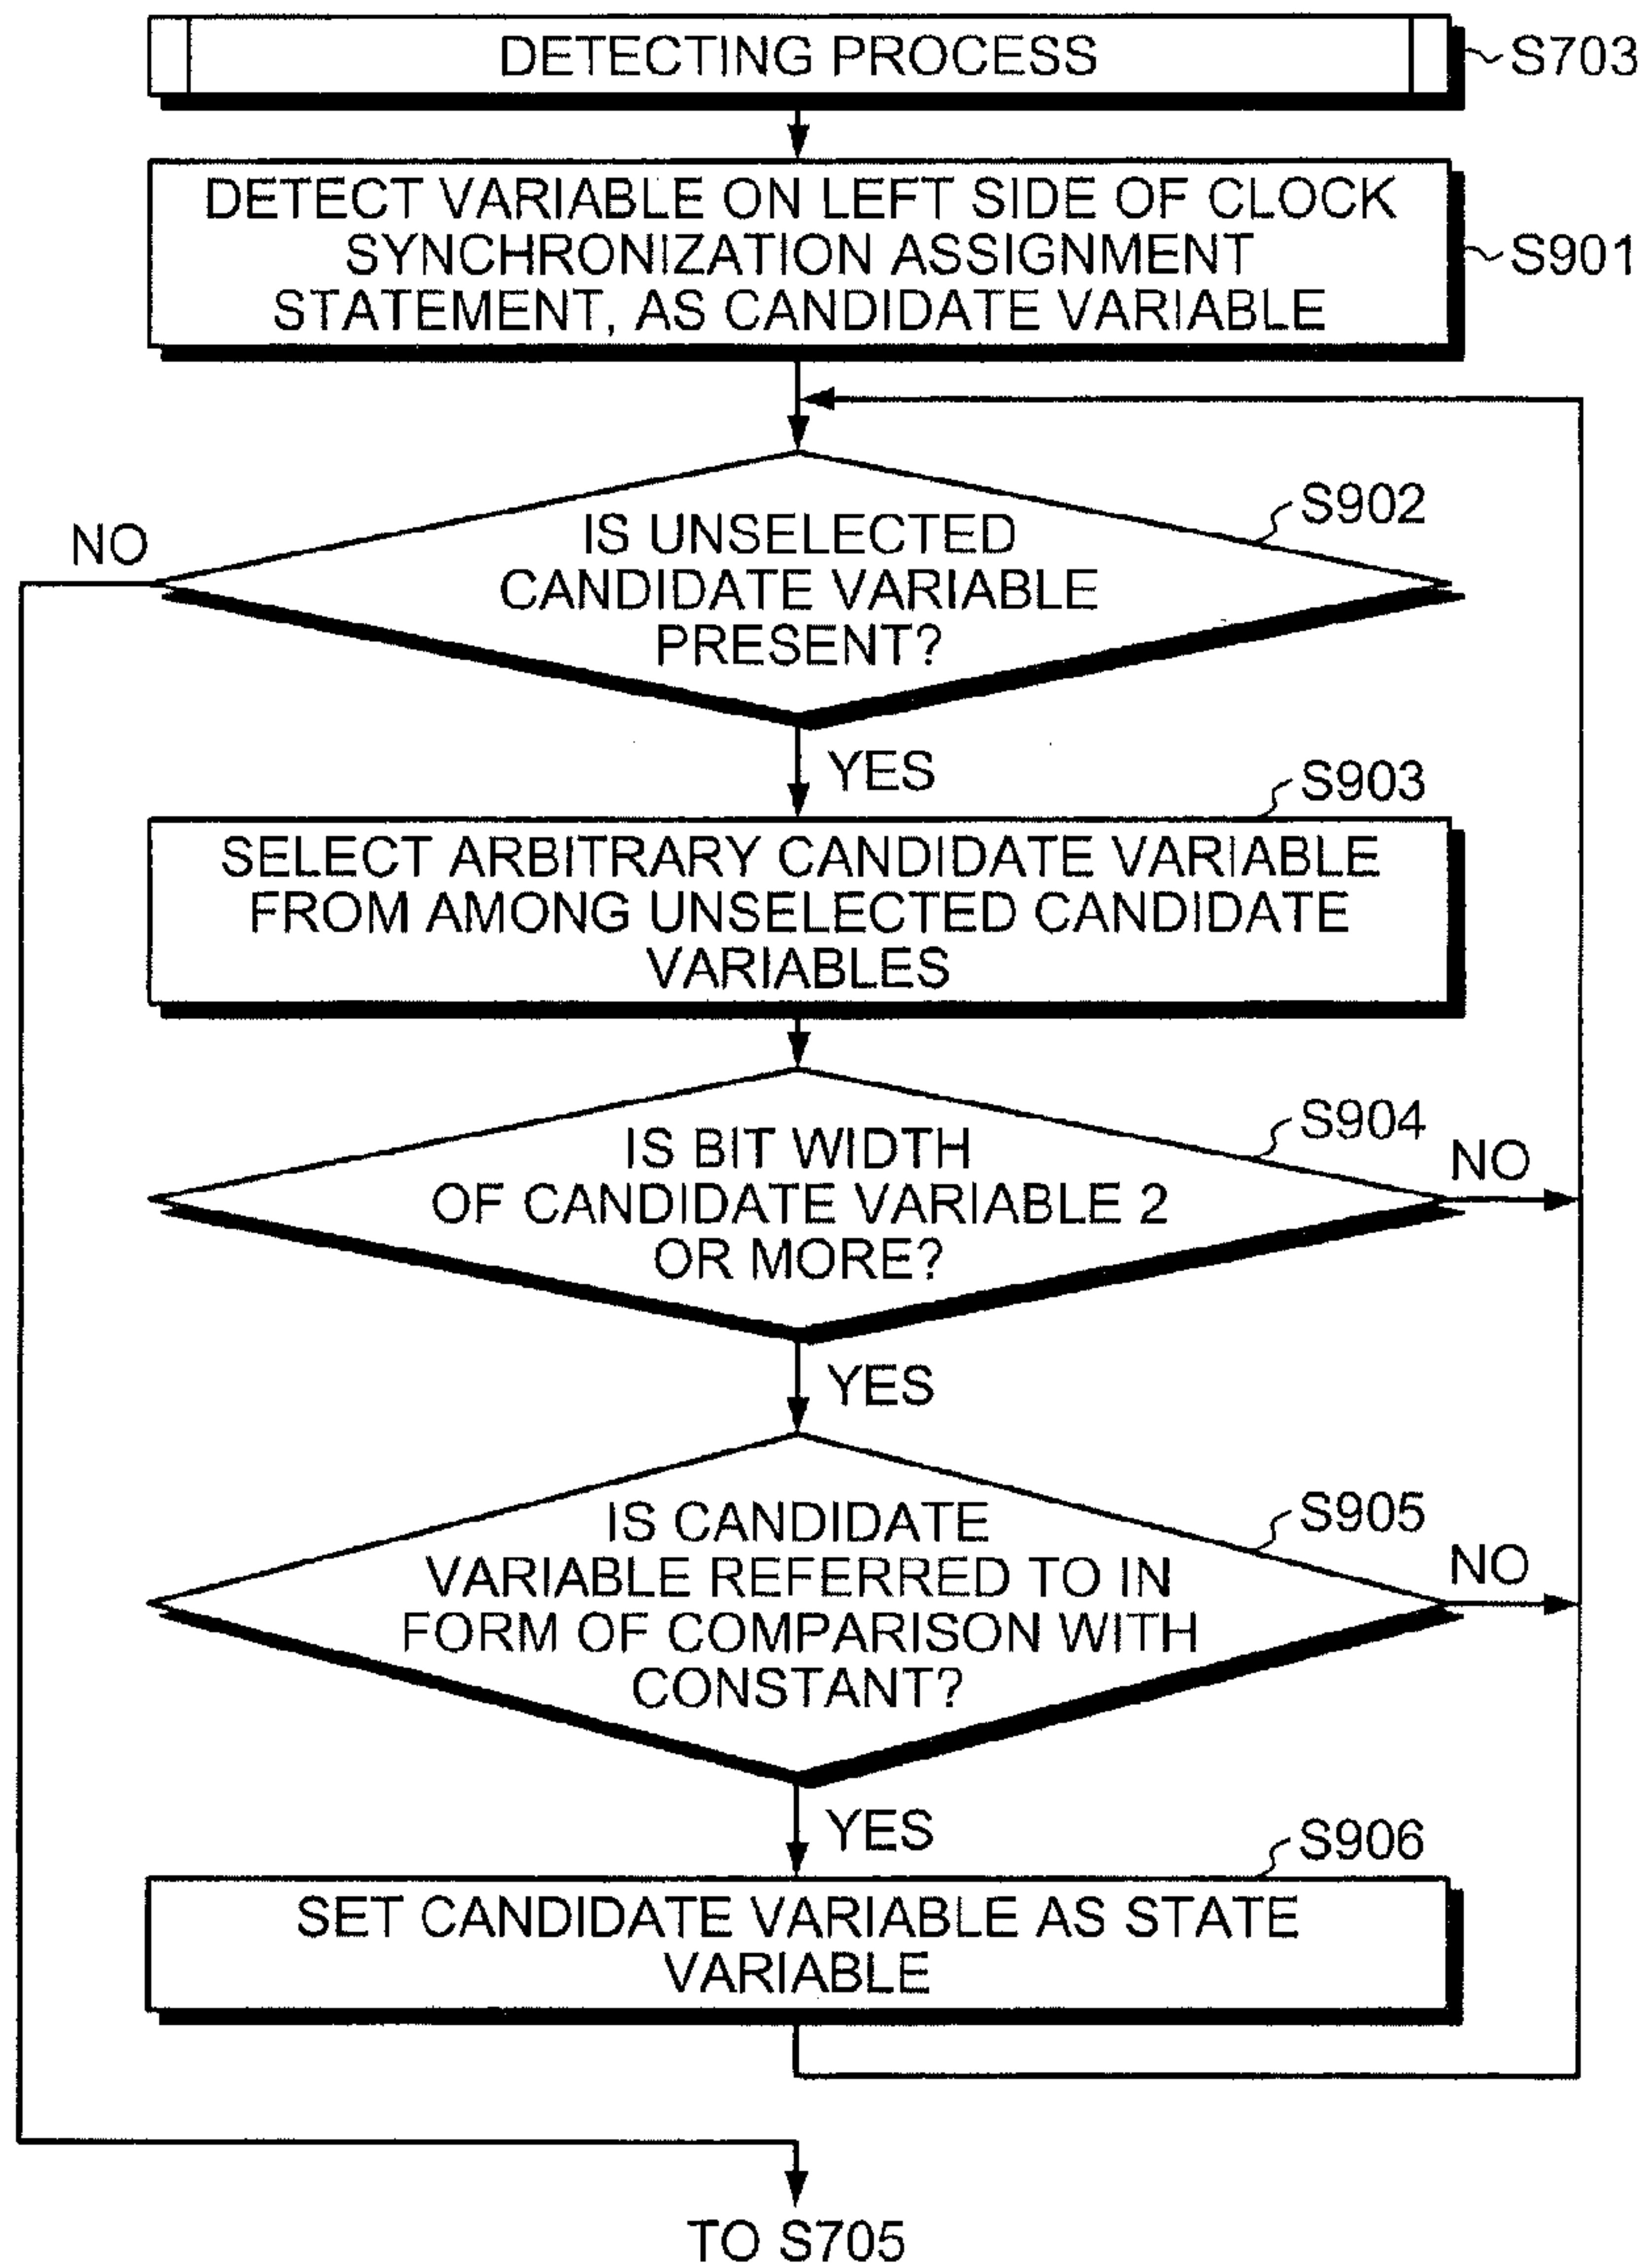 DETECTING PROCESS
S703
DETECT VARIABLE ON LEFT SIDE OF CLOCK
SYNCHRONIZATION ASSIGNMENT
STATEMENT, AS CANDIDATE VARIABLE
S901
S902
NO
IS UNSELECTED
CANDIDATE VARIABLE
PRESENT?
YES
S903
SELECT ARBITRARY CANDIDATE VARIABLE
FROM AMONG UNSELECTED CANDIDATE
VARIABLES
S904
NO
IS BIT WIDTH
OF CANDIDATE VARIABLE 2
OR MORE?
YES
S905
NO
IS CANDIDATE
VARIABLE REFERRED TO IN
FORM OF COMPARISON WITH
CONSTANT?
YES
S906
SET CANDIDATE VARIABLE AS STATE
VARIABLE
TO S705